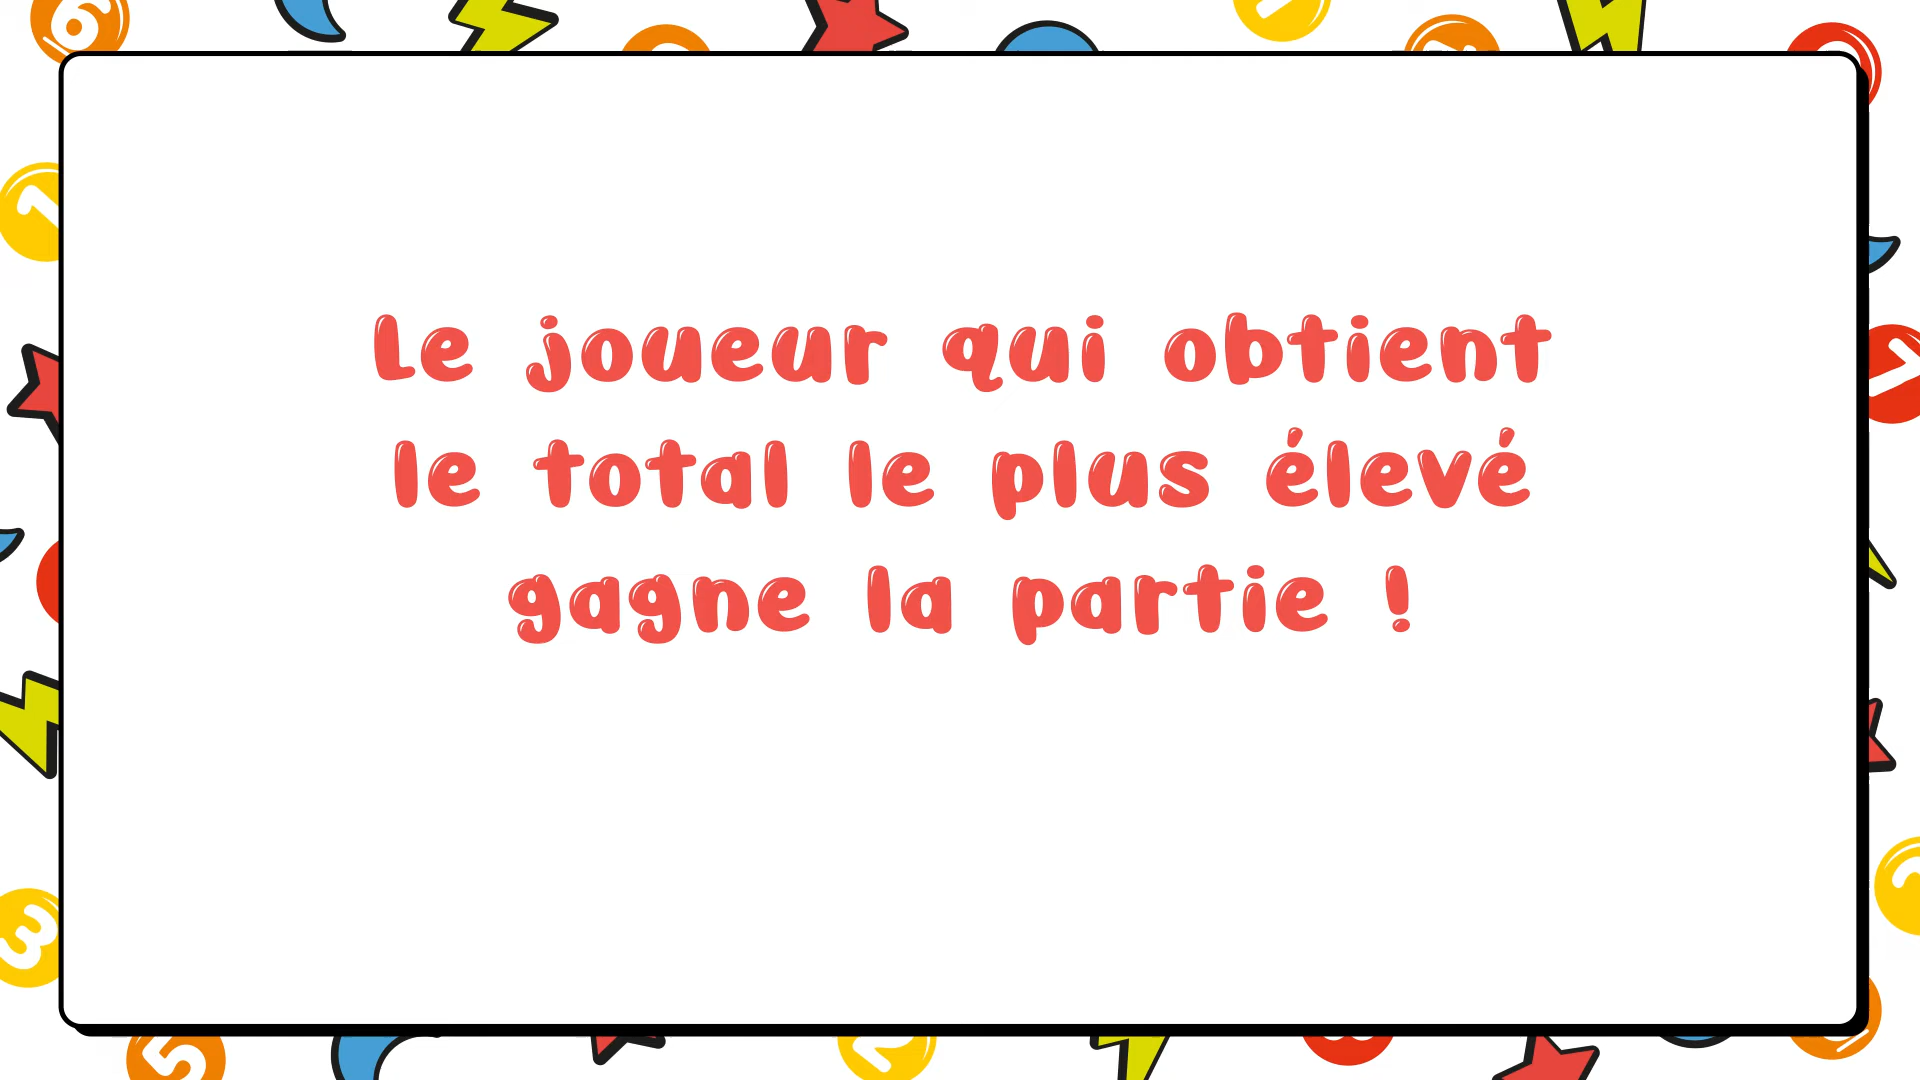 Le joueur qui obtient
le total le plus élevé
gagne la partie !